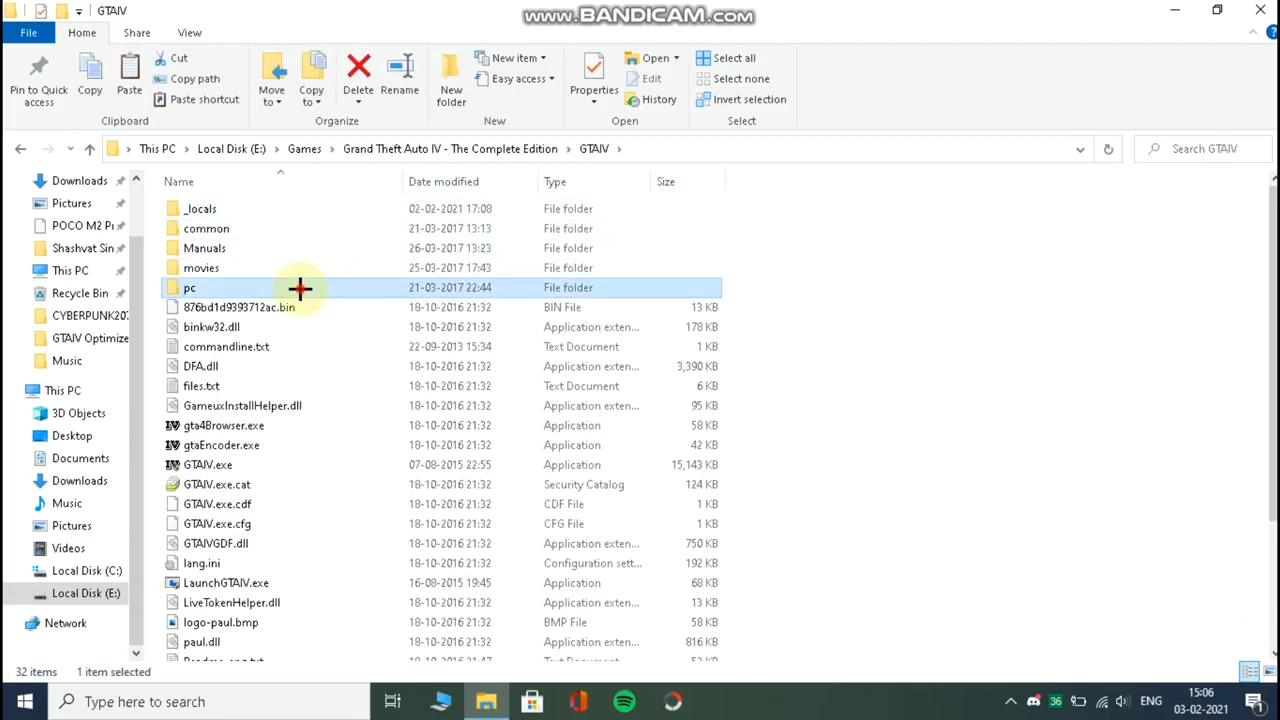 GTAIV
www.BANDICAM.com
File Home Share View
Pin to Quick access
Copy
Paste
Cut
Copy path
Paste shortcut
Clipboard
Move to
Copy to
Delete
Rename
Organize
New folder
New item
Easy access
New
Properties
Open
Edit
History
Open
Select all
Select none
Invert selection
Select
This PC > Local Disk (E:) > Games > Grand Theft Auto IV - The Complete Edition > GTAIV >
Search GTAIV
Downloads
Pictures
POCO M2 P
Shashvat Sin
This PC
Recycle Bin
CYBERPUNK20
GTAIV Optimize
Music
This PC
3D Objects
Desktop
Documents
Downloads
Music
Pictures
Videos
Local Disk (C:)
Local Disk (E:)
Network
Name Date modified Type Size
_locals 02-02-2021 17:08 File folder
common 21-03-2017 13:13 File folder
Manuals 26-03-2017 13:23 File folder
movies 25-03-2017 17:43 File folder
pc 21-03-2017 22:44 File folder
876bd1d9393712ac.bin 18-10-2016 21:32 BIN File 13 KB
binkw32.dll 18-10-2016 21:32 Application exten... 178 KB
commandline.txt 22-09-2013 15:34 Text Document 1 KB
DFA.dll 18-10-2016 21:32 Application exten... 3,390 KB
files.txt 18-10-2016 21:32 Text Document 6 KB
GameuxInstallHelper.dll 18-10-2016 21:32 Application exten... 95 KB
gta4Browser.exe 18-10-2016 21:32 Application 58 KB
gtaEncoder.exe 18-10-2016 21:32 Application 42 KB
GTAIV.exe 07-08-2015 22:55 Application 15,143 KB
GTAIV.exe.cat 18-10-2016 21:32 Security Catalog 124 KB
GTAIV.exe.cdf 18-10-2016 21:32 CDF File 1 KB
GTAIV.exe.cfg 18-10-2016 21:32 CFG File 1 KB
GTAIVGDF.dll 18-10-2016 21:32 Application exten... 750 KB
lang.ini 18-10-2016 21:32 Configuration sett... 192 KB
LaunchGTAIV.exe 16-08-2015 19:45 Application 68 KB
LiveTokenHelper.dll 18-10-2016 21:32 Application exten... 13 KB
logo-paul.bmp 18-10-2016 21:32 BMP File 58 KB
paul.dll 18-10-2016 21:32 Application exten... 816 KB
32 items 1 item selected
Type here to search
36
ENG
15:06
03-02-2021
1